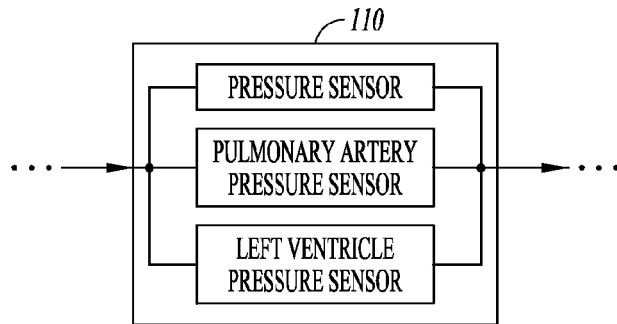 110
PRESSURE SENSOR
PULMONARY ARTERY
PRESSURE SENSOR
LEFT VENTRICLE
PRESSURE SENSOR